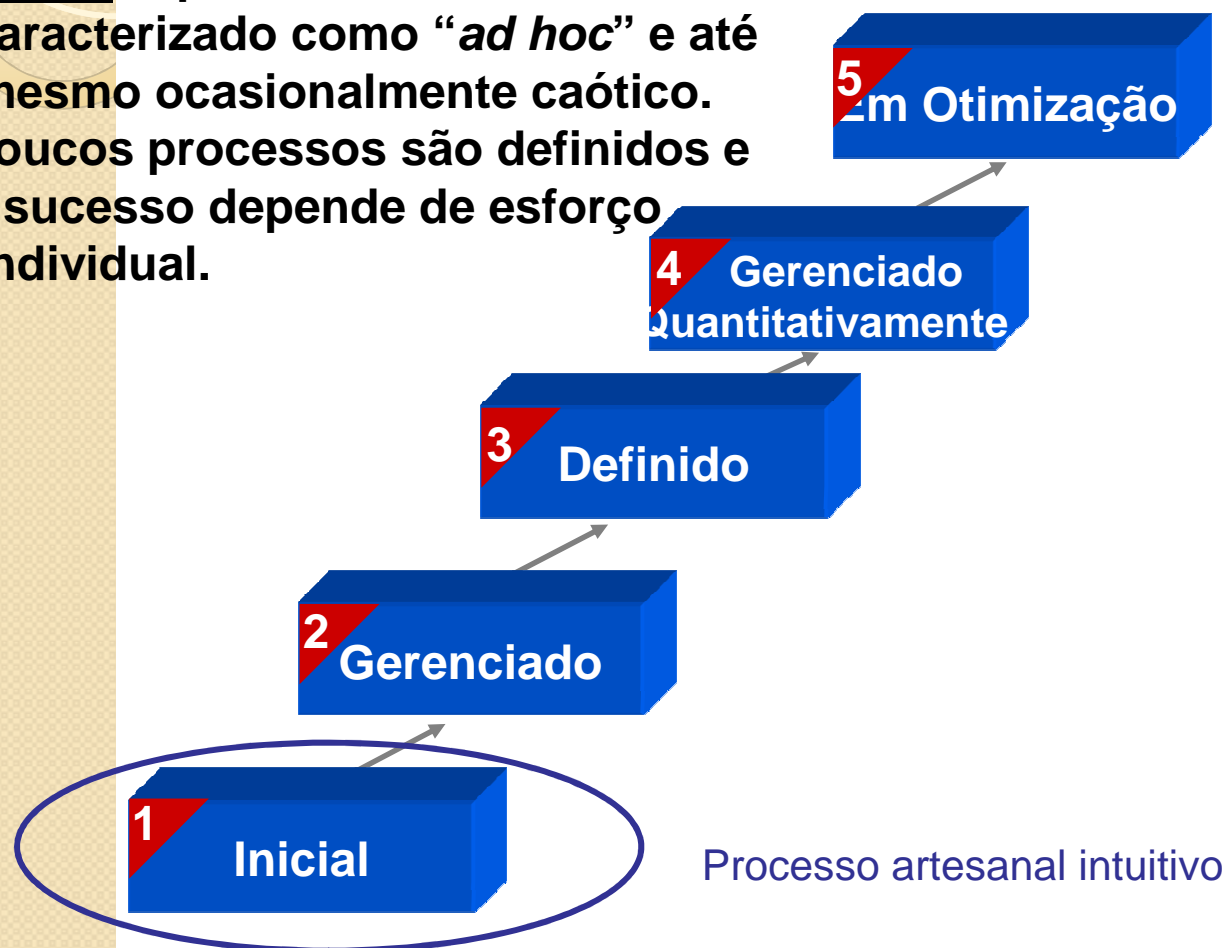 aracterizado como “ad hoc” e até
mesmo ocasionalmente caótico.
oucos processos são definidos e
sucesso depende de esforço
ndividual.
5
Em Otimização
4 Gerenciado
Quantitativamente
3
Definido
2
Gerenciado
1
Inicial
Processo artesanal intuitivo